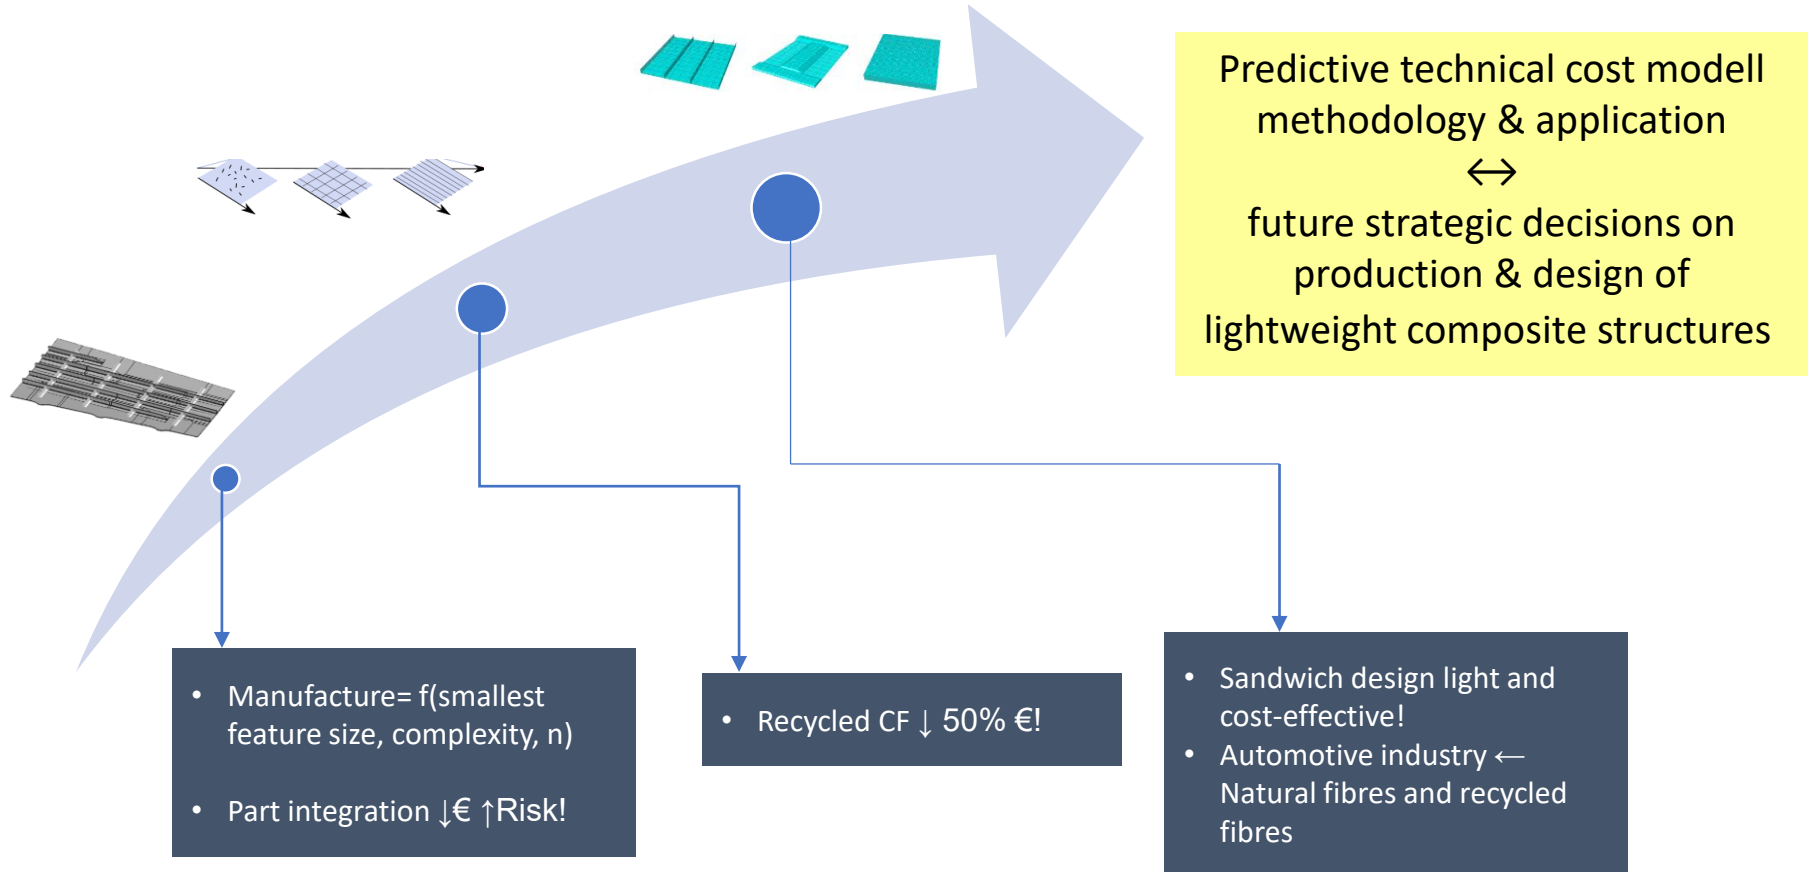 Predictive technical cost modell
methodology & application
↔
future strategic decisions on
production & design of
lightweight composite structures
• Manufacture= f(smallest
feature size, complexity, n)
• Part integration ↓€ ↑Risk!
• Recycled CF ↓ 50% €!
• Sandwich design light and
cost-effective!
• Automotive industry ←
Natural fibres and recycled
fibres